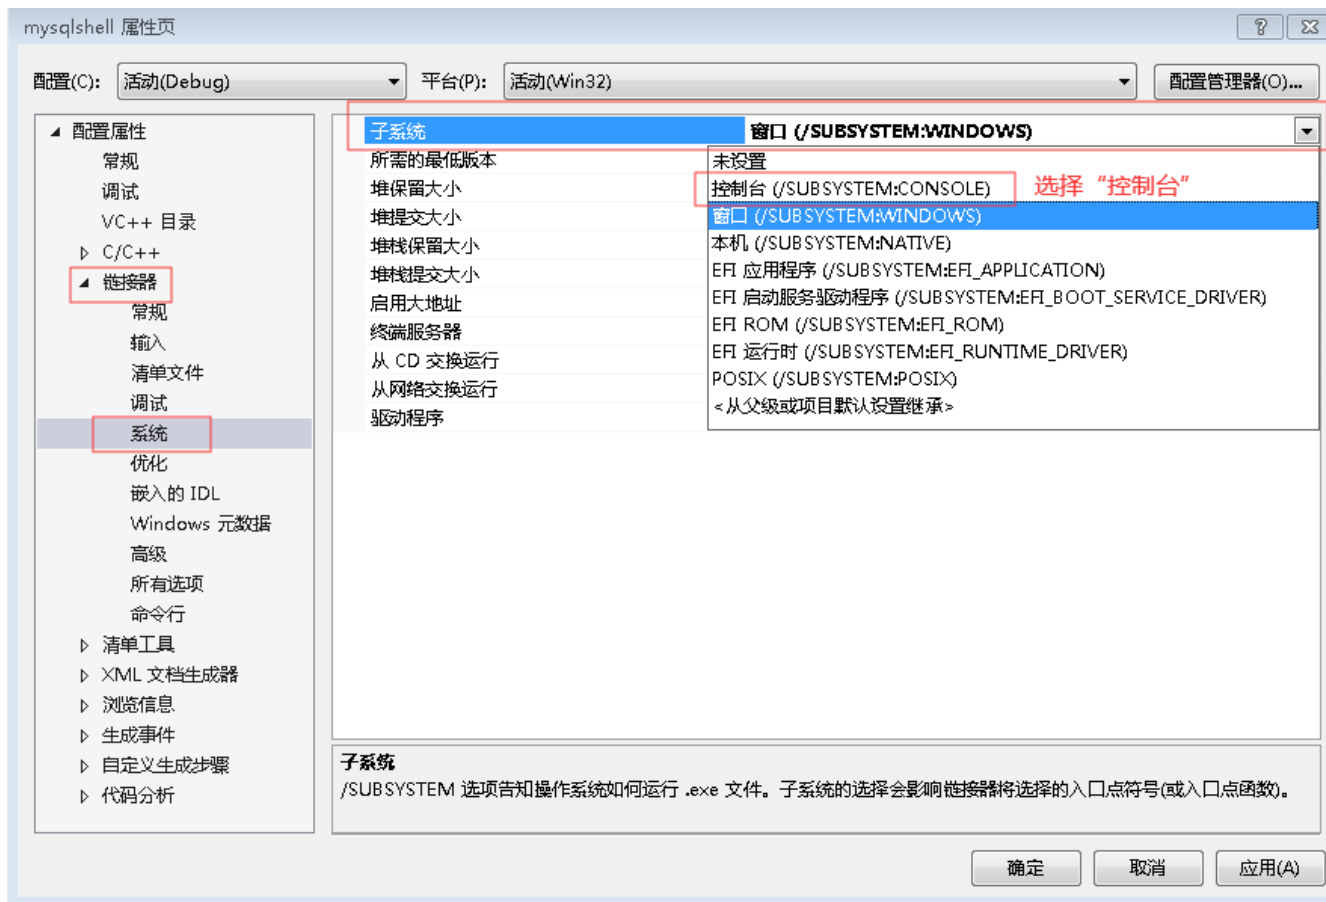 mysqlshell 属性页
配置(C): 活动(Debug) 平台(P): 活动(Win32) 配置管理器(O)...
配置属性
常规
调试
VC++ 目录
C/C++
链接器
常规
输入
清单文件
调试
系统
优化
嵌入的 IDL
Windows 元数据
高级
所有选项
命令行
清单工具
XML 文档生成器
浏览信息
生成事件
自定义生成步骤
代码分析
子系统 窗口 (/SUBSYSTEM:WINDOWS)
所需的最低版本
堆保留大小
堆提交大小
堆栈保留大小
堆栈提交大小
启用大地址
终端服务器
从 CD 交换运行
从网络交换运行
驱动程序
未设置
控制台 (/SUBSYSTEM:CONSOLE) 选择“控制台”
窗口 (/SUBSYSTEM:WINDOWS)
本机 (/SUBSYSTEM:NATIVE)
EFI 应用程序 (/SUBSYSTEM:EFI_APPLICATION)
EFI 启动服务驱动程序 (/SUBSYSTEM:EFI_BOOT_SERVICE_DRIVER)
EFI ROM (/SUBSYSTEM:EFI_ROM)
EFI 运行时 (/SUBSYSTEM:EFI_RUNTIME_DRIVER)
POSIX (/SUBSYSTEM:POSIX)
<从父级或项目默认设置继承>
子系统
/SUBSYSTEM 选项告知操作系统如何运行 .exe 文件。子系统的选择会影响链接器将选择的入口点符号(或入口点函数)。
确定 取消 应用(A)